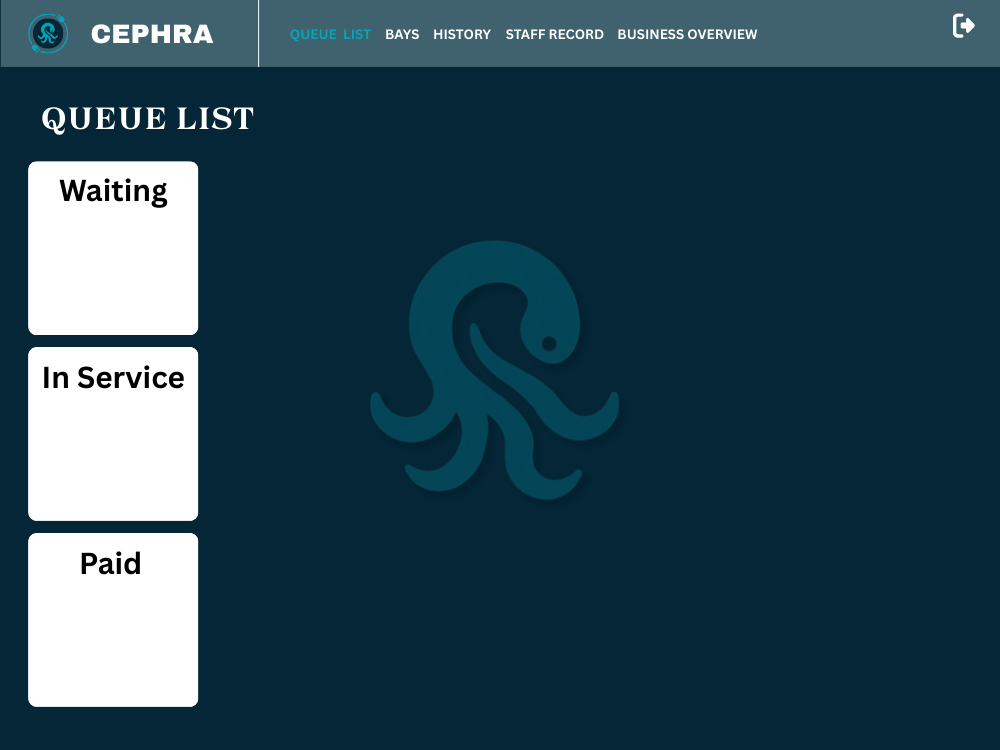 CEPHRA
QUEUE LIST BAYS HISTORY STAFF RECORD BUSINESS OVERVIEW
QUEUE LIST
Waiting
In Service
Paid